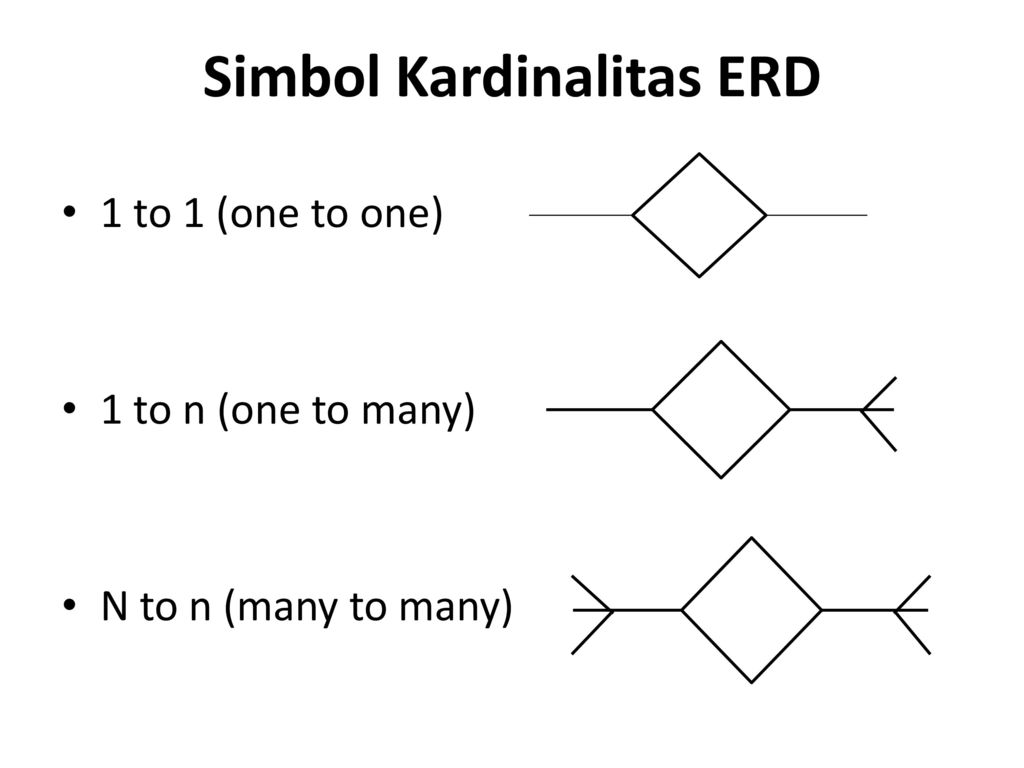 Simbol Kardinalitas ERD
• 1 to 1 (one to one)
• 1 to n (one to many)
• N to n (many to many)